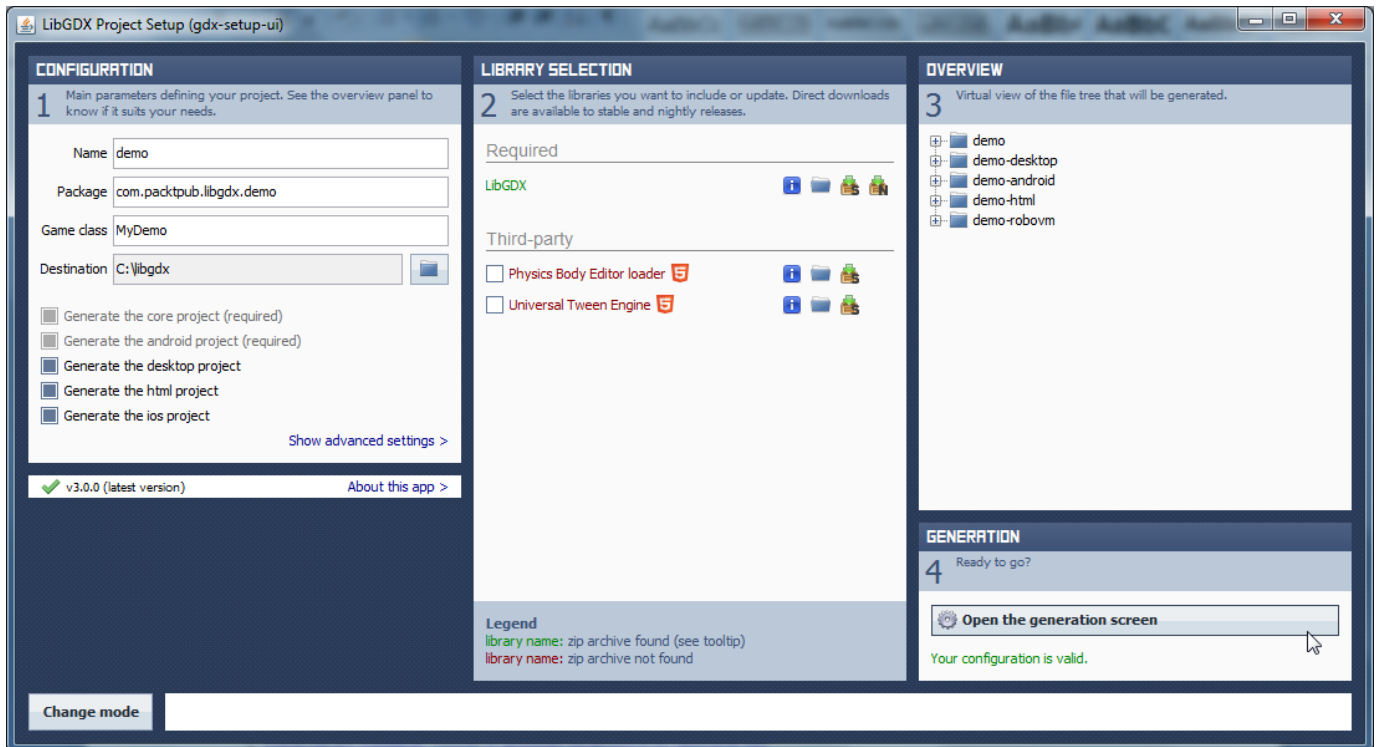 LibGDX Project Setup (gdx-setup-ui)
CONFIGURATION
1
Main parameters defining your project. See the overview panel to
know if it suits your needs.
Name demo
Package com.packtpub.libgdx.demo
Game class MyDemo
Destination C:\libgdx
Generate the core project (required)
Generate the android project (required)
Generate the desktop project
Generate the html project
Generate the ios project
Show advanced settings >
v3.0.0 (latest version)
About this app >
LIBRARY SELECTION
2
Select the libraries you want to include or update. Direct downloads
are available to stable and nightly releases.
Required
LibGDX
Third-party
Physics Body Editor loader
Universal Tween Engine
Legend
library name: zip archive found (see tooltip)
library name: zip archive not found
OVERVIEW
3
Virtual view of the file tree that will be generated.
demo
demo-desktop
demo-android
demo-html
demo-robovm
GENERATION
4
Ready to go?
Open the generation screen
Your configuration is valid.
Change mode